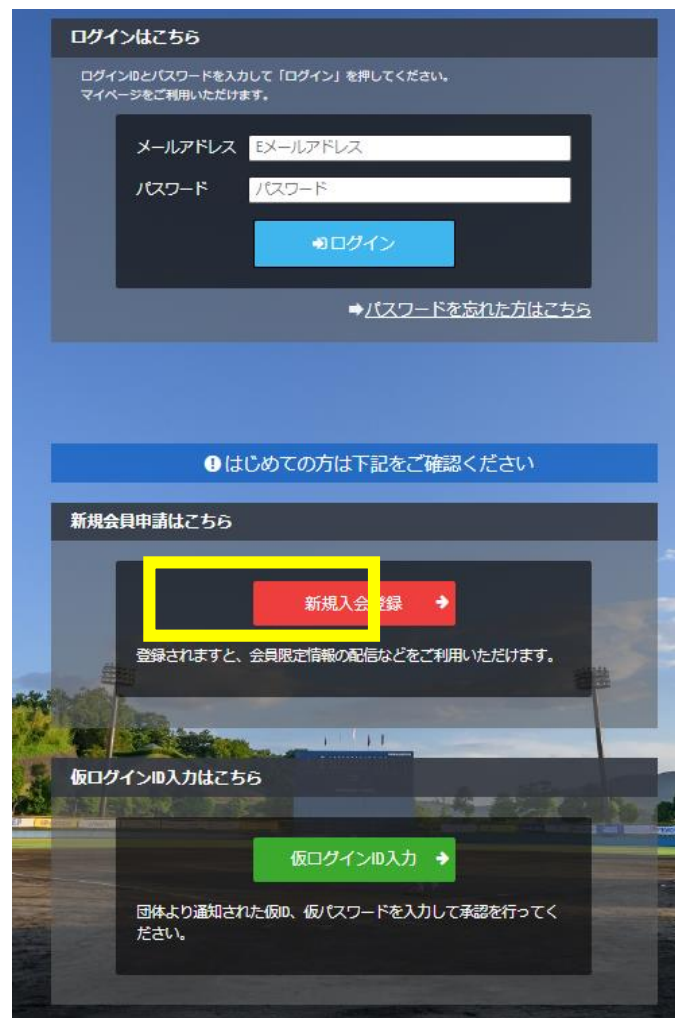 ログインはこちら
ログインIDとパスワードを入力して「ログイン」を押してください。
マイページをご利用いただけます。
メールアドレス Eメールアドレス
パスワード パスワード
ログイン
パスワードを忘れた方はこちら
はじめての方は下記をご確認ください
新規会員申請はこちら
新規入会登録
登録されますと、会員限定情報の配信などをご利用いただけます。
仮ログインID入力はこちら
仮ログインID入力
団体より通知された仮ID、仮パスワードを入力して承認を行ってく
ださい。